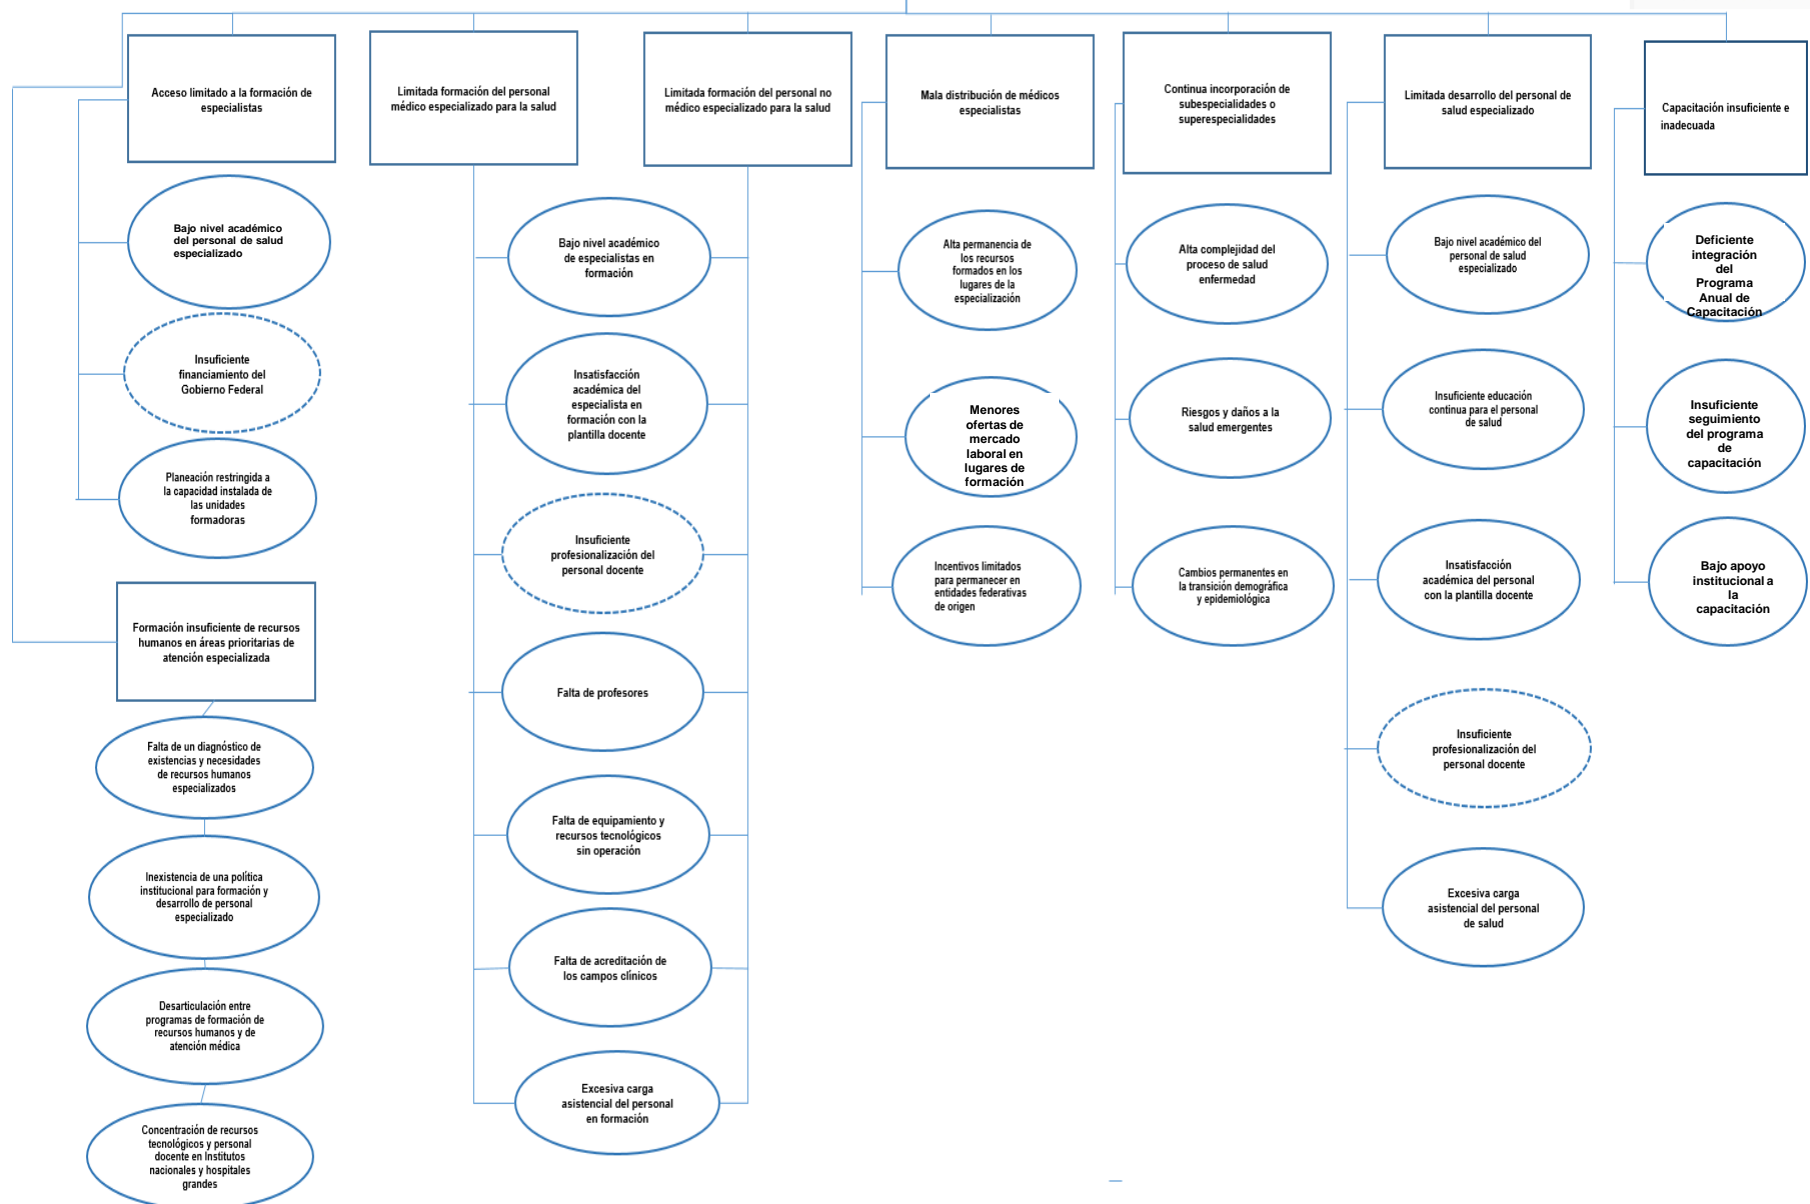 Acceso limitado a la formación de
especialistas
Bajo nivel académico
del personal de salud
especializado
Insuficiente
financiamiento del
Gobierno Federal
Planeación restringida a
la capacidad instalada de
las unidades
formadoras
Formación insuficiente de recursos
humanos en áreas prioritarias de
atención especializada
Falta de un diagnóstico de
existencias y necesidades
de recursos humanos
especializados
Inexistencia de una política
institucional para formación y
desarrollo de personal
especializado
Desarticulación entre
programas de formación de
recursos humanos y de
atención médica
Concentración de recursos
tecnológicos y personal
docente en Institutos
nacionales y hospitales
grandes
Limitada formación del personal
médico especializado para la salud
Limitada formación del personal no
médico especializado para la salud
Bajo nivel académico
de especialistas en
formación
Insatisfacción
académica del
especialista en
formación con la
plantilla docente
Insuficiente
profesionalización del
personal docente
Falta de profesores
Falta de equipamiento y
recursos tecnológicos
sin operación
Falta de acreditación de
los campos clínicos
Excesiva carga
asistencial del personal
en formación
Mala distribución de médicos
especialistas
Alta permanencia de
los recursos
formados en los
lugares de la
especialización
Menores
ofertas de
mercado
laboral en
lugares de
formación
Incentivos limitados
para permanecer en
entidades federativas
de origen
Continua incorporación de
subespecialidades o
superespecialidades
Alta complejidad del
proceso de salud
enfermedad
Riesgos y daños a la
salud emergentes
Cambios permanentes en
la transición demográfica
y epidemiológica
Limitada desarrollo del personal de
salud especializado
Bajo nivel académico del
personal de salud
especializado
Insuficiente educación
continua para el personal
de salud
Insatisfacción
académica del personal
con la plantilla docente
Insuficiente
profesionalización del
personal docente
Excesiva carga
asistencial del personal
de salud
Capacitación insuficiente e
inadecuada
Deficiente
integración
del
Programa
Anual de
Capacitación
Insuficiente
seguimiento
del programa
de
capacitación
Bajo apoyo
institucional a
la
capacitación